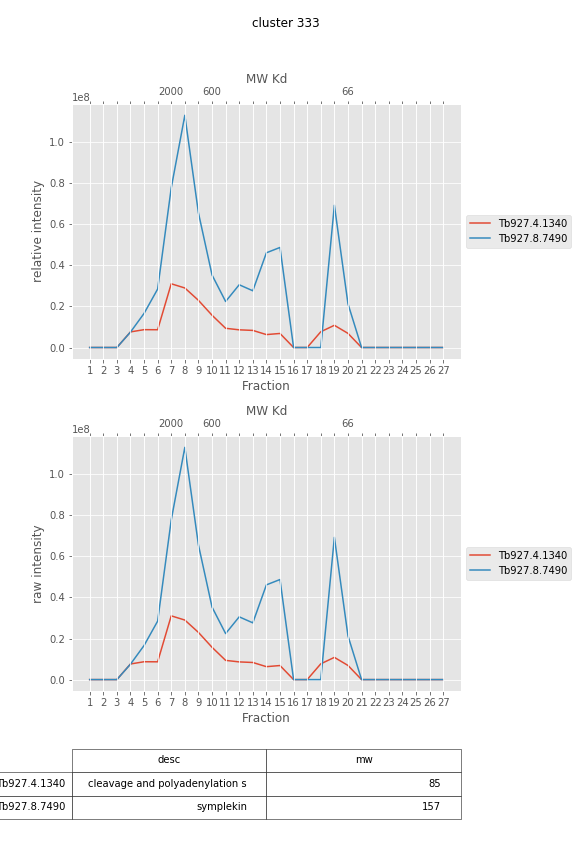 cluster 333
MW Kd
2000 600 66
1e8
1.0
0.8
0.6
0.4
0.2
0.0
relative intensity
Tb927.4.1340
Tb927.8.7490
1 2 3 4 5 6 7 8 9 10 11 12 13 14 15 16 17 18 19 20 21 22 23 24 25 26 27
Fraction
MW Kd
2000 600 66
1e8
1.0
0.8
0.6
0.4
0.2
0.0
raw intensity
Tb927.4.1340
Tb927.8.7490
1 2 3 4 5 6 7 8 9 10 11 12 13 14 15 16 17 18 19 20 21 22 23 24 25 26 27
Fraction
desc mw
Tb927.4.1340 cleavage and polyadenylation s 85
Tb927.8.7490 symplekin 157